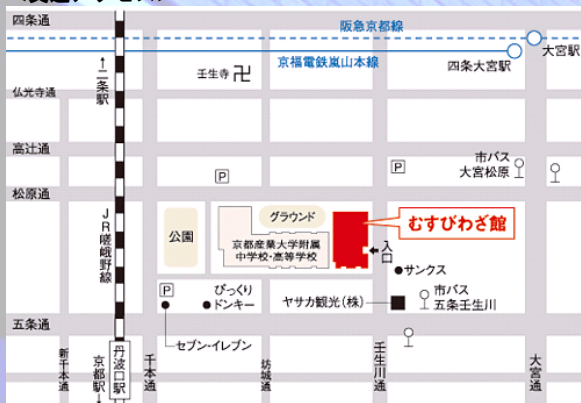 四条通
阪急京都線
大宮駅
京福電鉄嵐山本線
四条大宮駅
↑二条駅
壬生寺 卍
仏光寺通
高辻通
P
P
市バス
大宮松原
松原通
JR嵯峨野線
公園
グラウンド
京都産業大学附属
中学校・高等学校
むすびわざ館
入口
サンクス
P
びっくり
ドンキー
ヤサカ観光(株)
市バス
五条壬生川
五条通
セブン-イレブン
新千本通
京都駅↓
丹波口駅
千本通
坊城通
壬生川通
大宮通